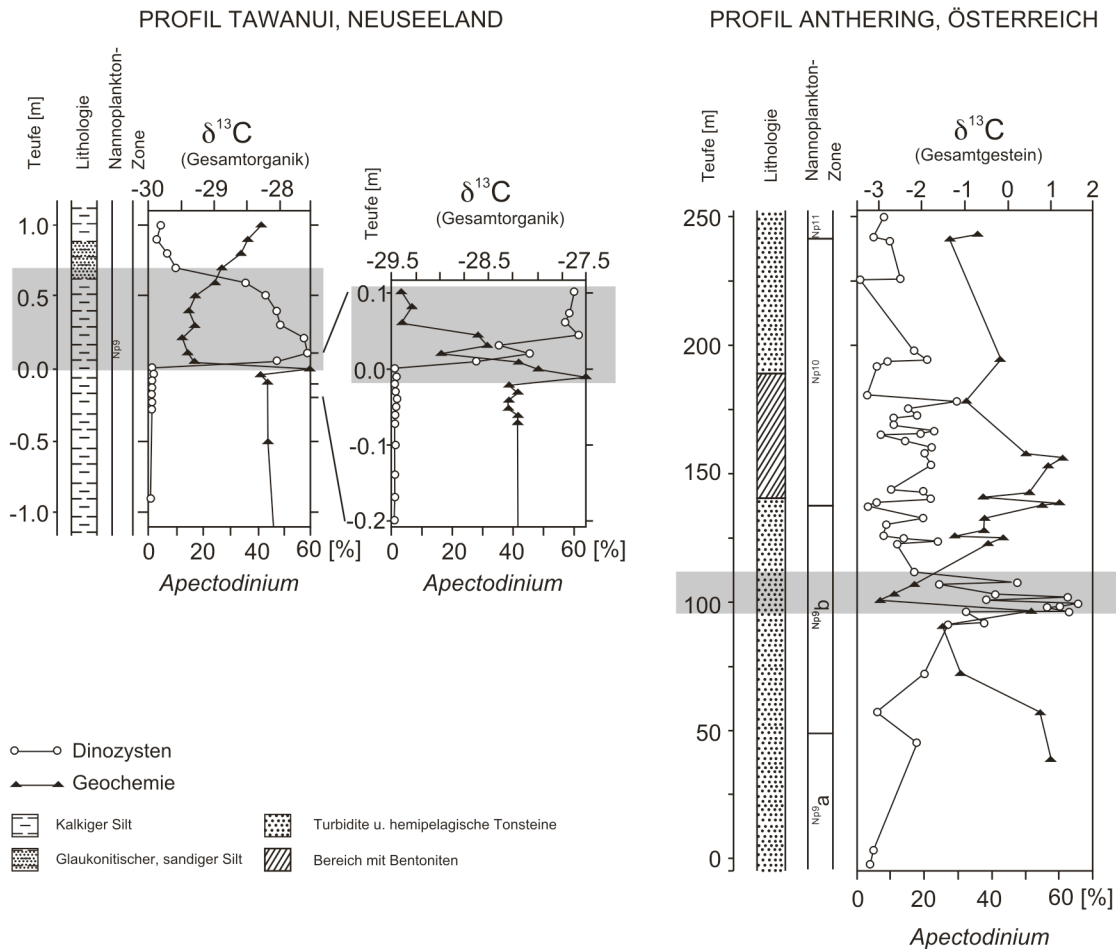 PROFIL TAWANUI, NEUSEELAND
Teufe [m]
Lithologie
Nannoplankton-
Zone
δ13C
(Gesamtorganik)
-30 -29 -28
1.0
0.5
0.0
-0.5
-1.0
Np9
0 20 40 60 [%]
Apectodinium
Teufe [m]
δ13C
(Gesamtorganik)
-29.5 -28.5 -27.5
0.1
0.0
-0.1
-0.2
0 20 40 60 [%]
Apectodinium
PROFIL ANTHERING, ÖSTERREICH
Teufe [m]
Lithologie
Nannoplankton-
Zone
δ13C
(Gesamtgestein)
-3 -2 -1 0 1 2
250
200
150
100
50
0
Np11
Np10
Np9b
Np9a
0 20 40 60 [%]
Apectodinium
Dinozysten
Geochemie
Kalkiger Silt
Glaukonitischer, sandiger Silt
Turbidite u. hemipelagische Tonsteine
Bereich mit Bentoniten